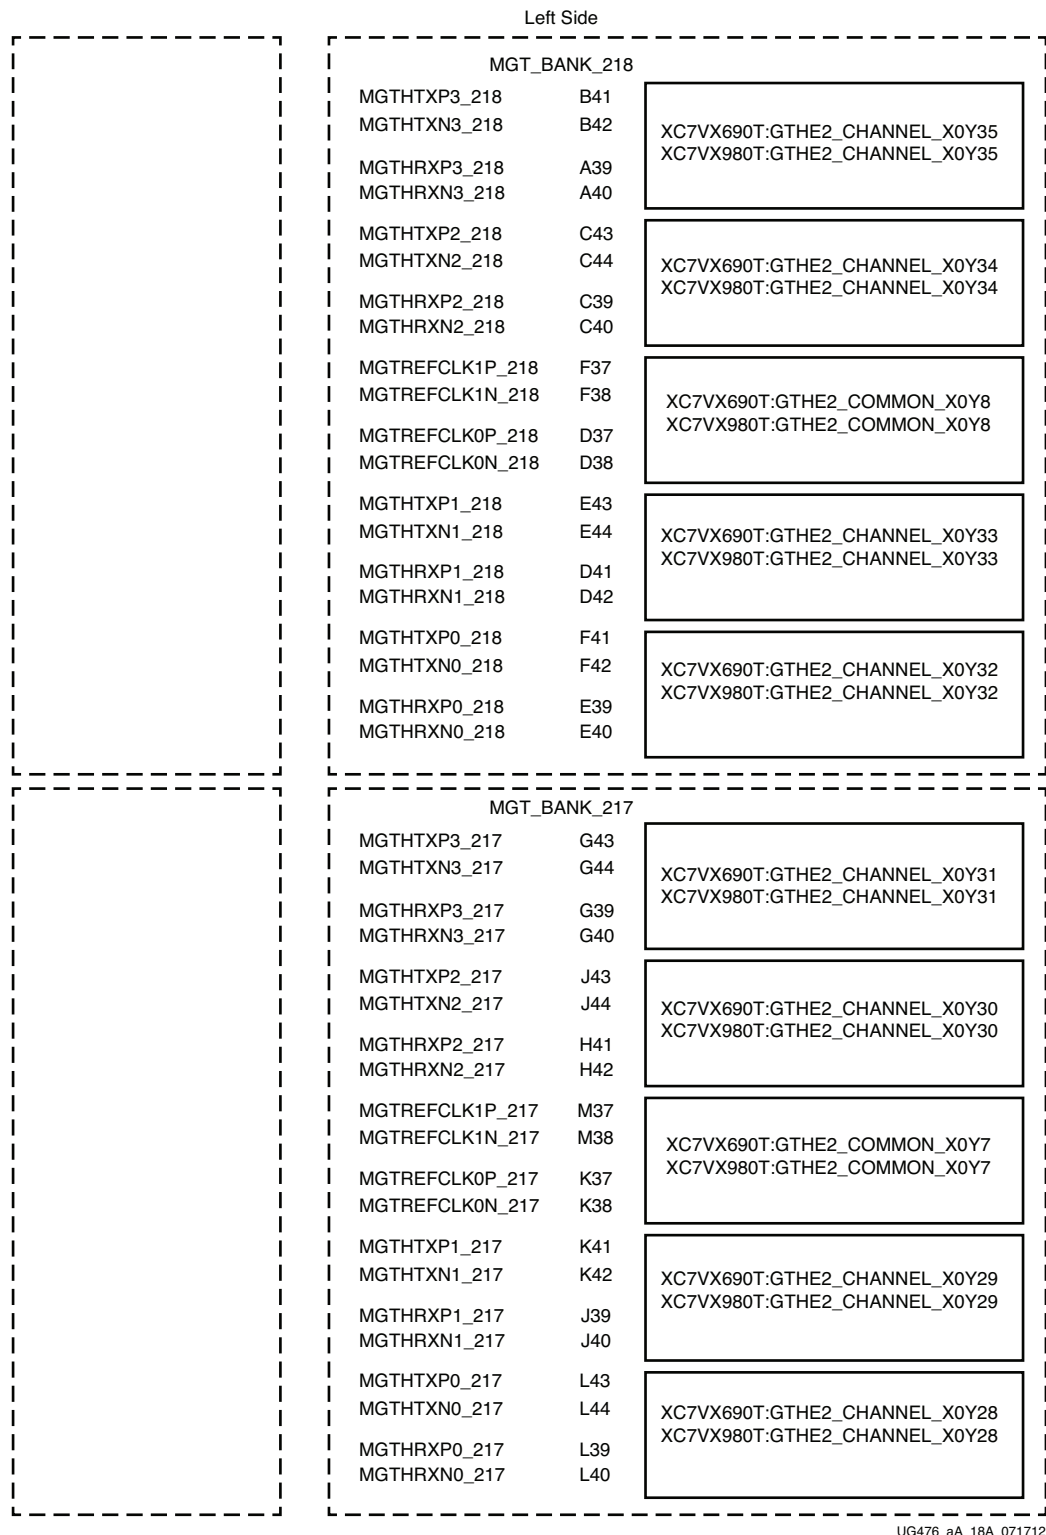 Left Side
MGT_BANK_218
MGTHTXP3_218 B41
MGTHTXN3_218 B42
XC7VX690T:GTHE2_CHANNEL_X0Y35
XC7VX980T:GTHE2_CHANNEL_X0Y35
MGTHRXP3_218 A39
MGTHRXN3_218 A40
MGTHTXP2_218 C43
MGTHTXN2_218 C44
XC7VX690T:GTHE2_CHANNEL_X0Y34
XC7VX980T:GTHE2_CHANNEL_X0Y34
MGTHRXP2_218 C39
MGTHRXN2_218 C40
MGTREFCLK1P_218 F37
MGTREFCLK1N_218 F38
XC7VX690T:GTHE2_COMMON_X0Y8
XC7VX980T:GTHE2_COMMON_X0Y8
MGTREFCLK0P_218 D37
MGTREFCLK0N_218 D38
MGTHTXP1_218 E43
MGTHTXN1_218 E44
XC7VX690T:GTHE2_CHANNEL_X0Y33
XC7VX980T:GTHE2_CHANNEL_X0Y33
MGTHRXP1_218 D41
MGTHRXN1_218 D42
MGTHTXP0_218 F41
MGTHTXN0_218 F42
XC7VX690T:GTHE2_CHANNEL_X0Y32
XC7VX980T:GTHE2_CHANNEL_X0Y32
MGTHRXP0_218 E39
MGTHRXN0_218 E40
MGT_BANK_217
MGTHTXP3_217 G43
MGTHTXN3_217 G44
XC7VX690T:GTHE2_CHANNEL_X0Y31
XC7VX980T:GTHE2_CHANNEL_X0Y31
MGTHRXP3_217 G39
MGTHRXN3_217 G40
MGTHTXP2_217 J43
MGTHTXN2_217 J44
XC7VX690T:GTHE2_CHANNEL_X0Y30
XC7VX980T:GTHE2_CHANNEL_X0Y30
MGTHRXP2_217 H41
MGTHRXN2_217 H42
MGTREFCLK1P_217 M37
MGTREFCLK1N_217 M38
XC7VX690T:GTHE2_COMMON_X0Y7
XC7VX980T:GTHE2_COMMON_X0Y7
MGTREFCLK0P_217 K37
MGTREFCLK0N_217 K38
MGTHTXP1_217 K41
MGTHTXN1_217 K42
XC7VX690T:GTHE2_CHANNEL_X0Y29
XC7VX980T:GTHE2_CHANNEL_X0Y29
MGTHRXP1_217 J39
MGTHRXN1_217 J40
MGTHTXP0_217 L43
MGTHTXN0_217 L44
XC7VX690T:GTHE2_CHANNEL_X0Y28
XC7VX980T:GTHE2_CHANNEL_X0Y28
MGTHRXP0_217 L39
MGTHRXN0_217 L40
UG476_aA_18A_071712